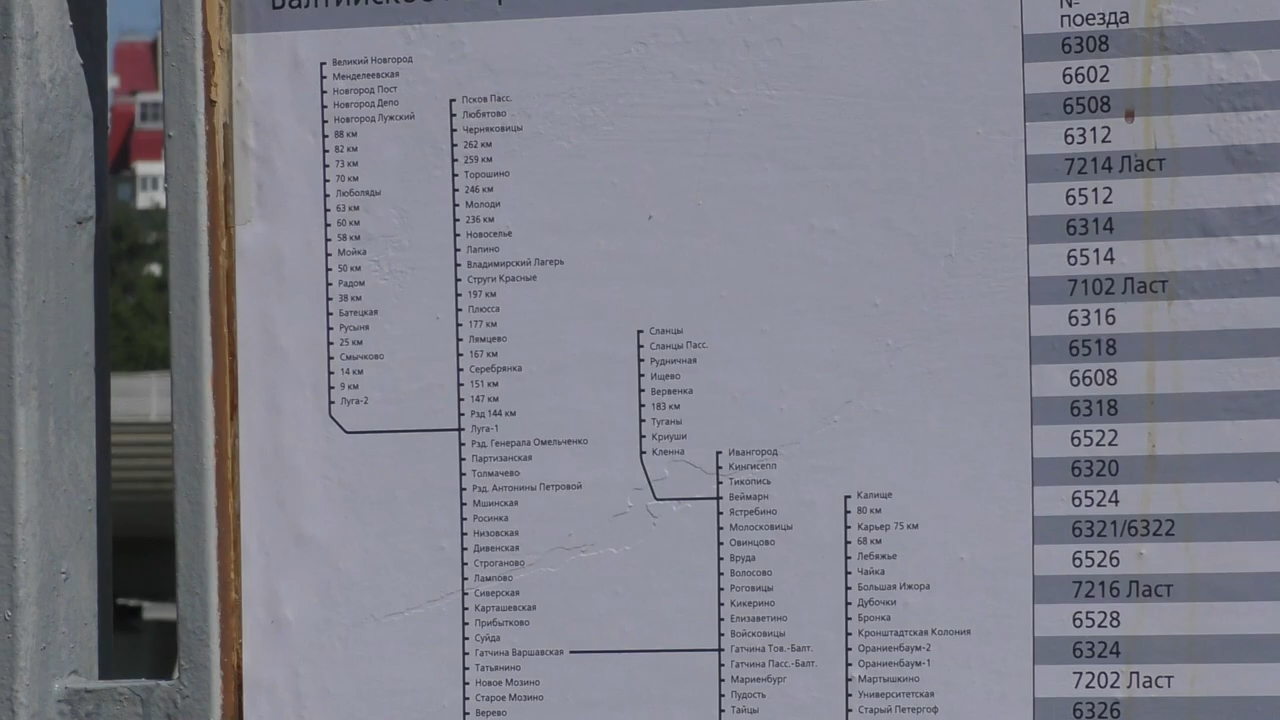 Великий Новгород
Менделеевская
Новгород Пост
Новгород Депо
Новгород Лужский
88 км
82 км
73 км
70 км
Люболяды
63 км
60 км
58 км
Мойка
50 км
Радом
38 км
Батецкая
Русыня
25 км
Смычково
14 км
9 км
Луга-2
Псков Пасс.
Любятово
Черняковицы
262 км
259 км
Торошино
246 км
Молоди
236 км
Новоселье
Лапино
Владимирский Лагерь
Струги Красные
197 км
Плюсса
177 км
Лямцево
167 км
Серебрянка
151 км
147 км
Рзд 144 км
Луга-1
Рзд. Генерала Омельченко
Партизанская
Толмачево
Рзд. Антонины Петровой
Мшинская
Росинка
Низовская
Дивенская
Строганово
Лампово
Сиверская
Карташевская
Прибытково
Суйда
Гатчина Варшавская
Татьянино
Новое Мозино
Старое Мозино
Верево
Сланцы
Сланцы Пасс.
Рудничная
Ищево
Вервенка
183 км
Туганы
Криуши
Кленна
Ивангород
Кингисепп
Тикопись
Веймарн
Ястребино
Молосковицы
Овинцово
Вруда
Волосово
Роговицы
Кикерино
Елизаветино
Войсковицы
Гатчина Тов.-Балт.
Гатчина Пасс.-Балт.
Мариенбург
Пудость
Тайцы
Калище
80 км
Карьер 75 км
68 км
Лебяжье
Чайка
Большая Ижора
Дубочки
Бронка
Кронштадтская Колония
Ораниенбаум-2
Ораниенбаум-1
Мартышкино
Университетская
Старый Петергоф
№
поезда
6308
6602
6508
6312
7214 Ласт
6512
6314
6514
7102 Ласт
6316
6518
6608
6318
6522
6320
6524
6321/6322
6526
7216 Ласт
6528
6324
7202 Ласт
6326